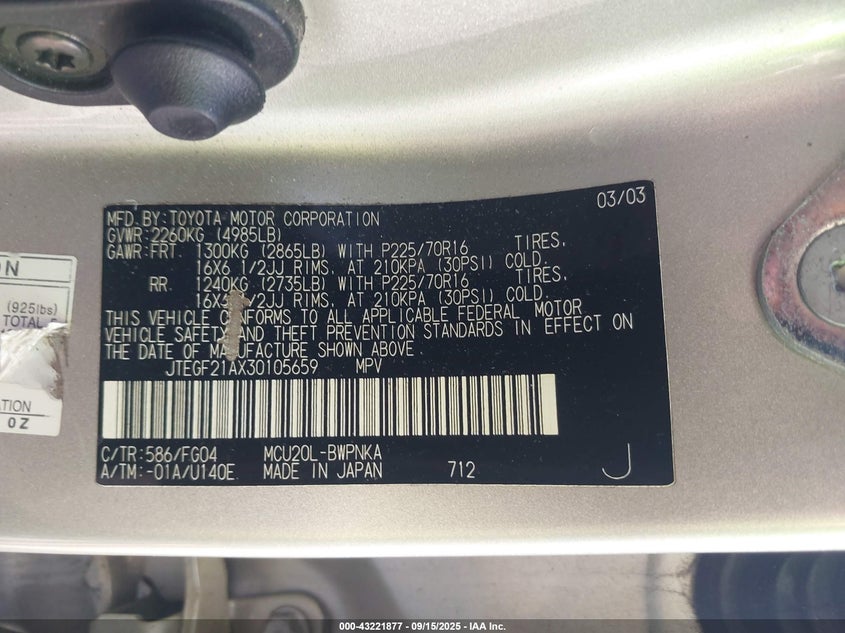 03/03
MFD.BY:TOYOTA MOTOR CORPORATION
GVWR:2260KG (4985LB)
GAWR:FRT. 1300KG (2865LB) WITH P225/70R16 TIRES,
16X6 1/2JJ RIMS. AT 210KPA (30PSI) COLD.
RR. 1240KG (2735LB) WITH P225/70R16 TIRES,
1/2JJ RIMS. AT 210KPA (30PSI) COLD.
THIS VEHICLE TO ALL APPLICABLE FEDERAL MOTOR
VEHICLE SAFETY AND THEFT PREVENTION STANDARDS IN EFFECT ON
THE DATE OF SHOWN ABOVE.
JTEGF21AX30105659 MPV
C/TR:586/FG04 MCU20L-BWPNKA
A/TM:-01A/U140E MADE IN JAPAN 712 J
(925lbs)
TOTAL
OZ
000-43221877 - 09/15/2025 - IAA Inc.